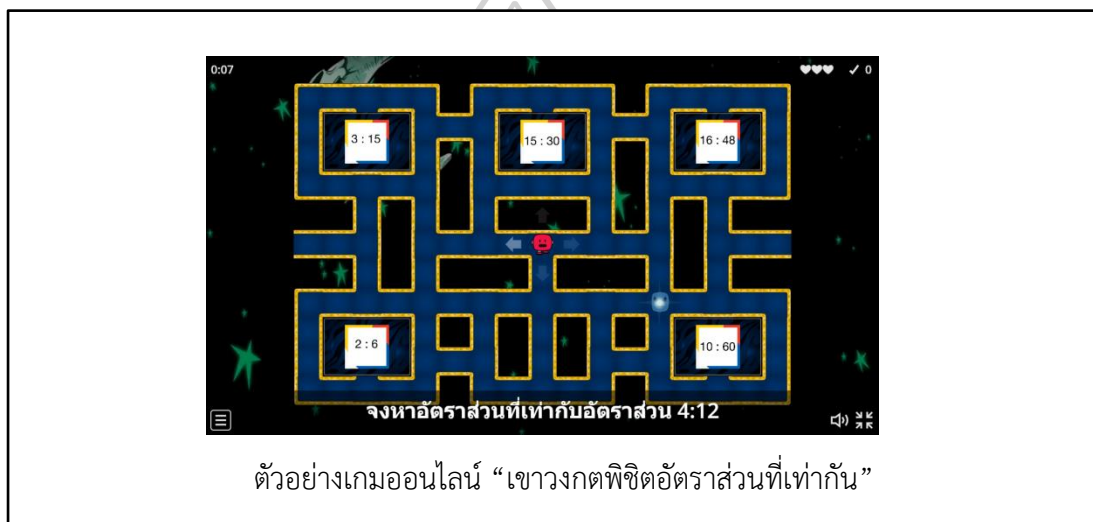 0:07
✓ 0
3 : 15
15 : 30
16 : 48
2 : 6
10 : 60
จงหาอัตราส่วนที่เท่ากับอัตราส่วน 4:12
ตัวอย่างเกมออนไลน์ “เขาวงกตพิชิตอัตราส่วนที่เท่ากัน”